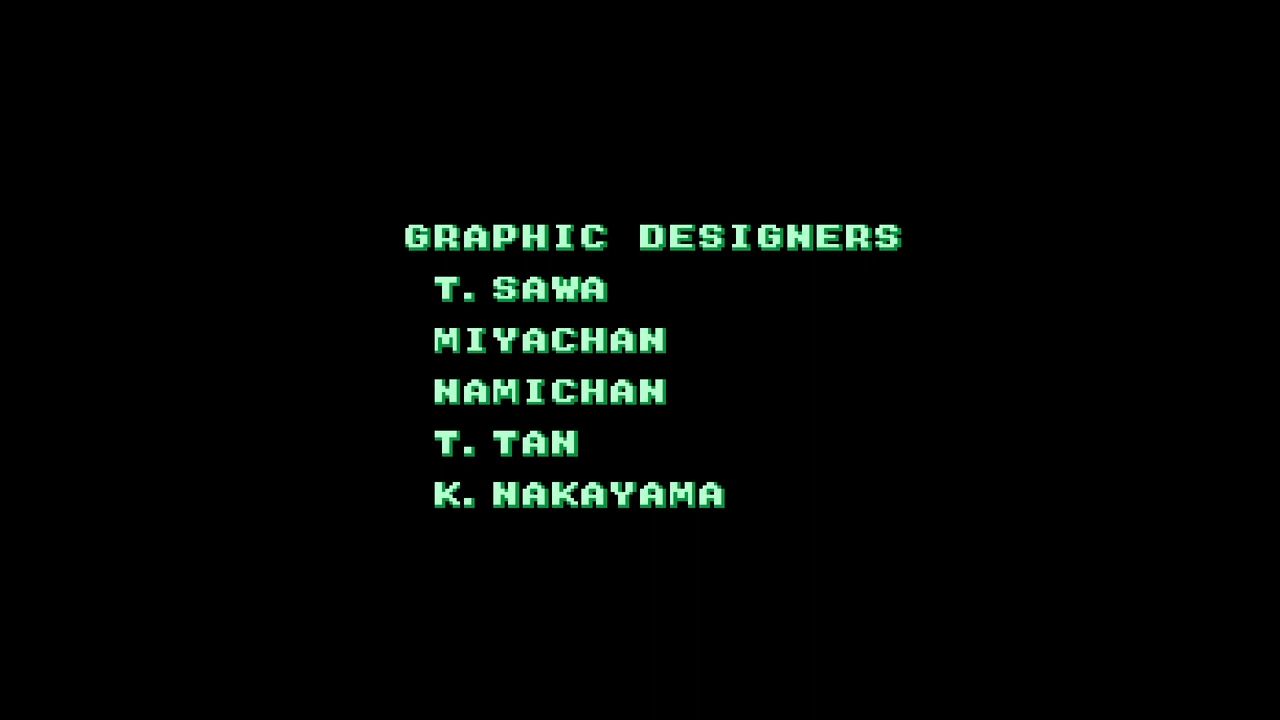 GRAPHIC DESIGNERS
T. SAWA
MIYACHAN
NAMICHAN
T. TAN
K. NAKAYAMA